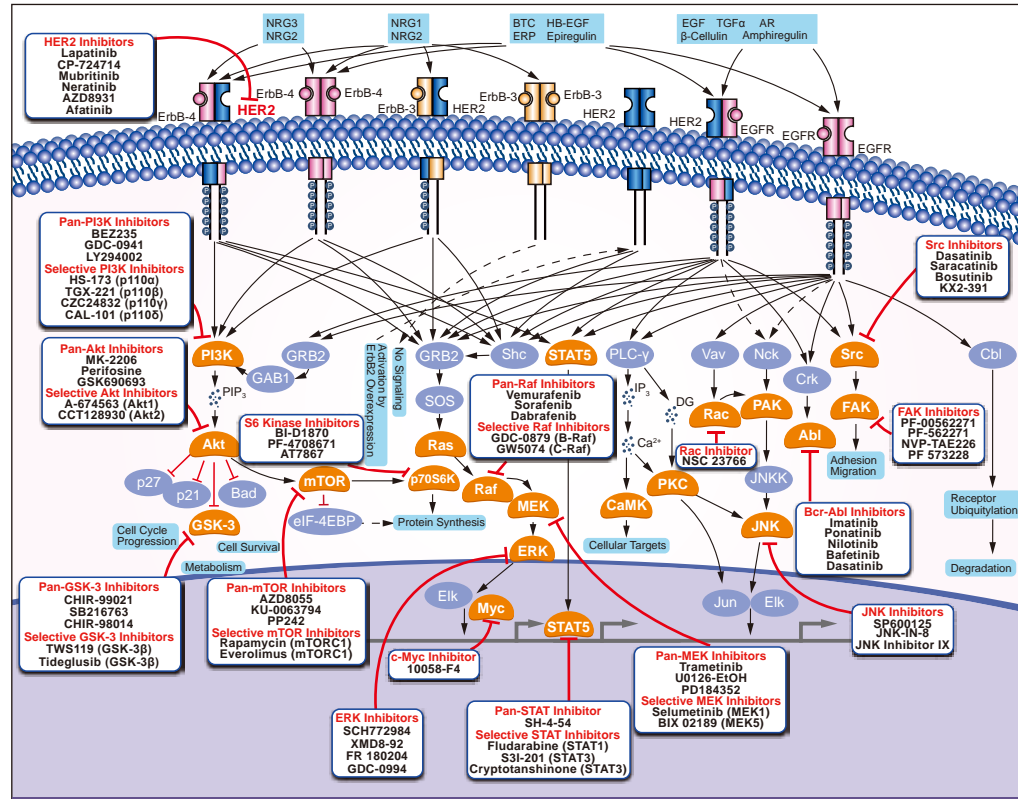 NRG3
NRG2
NRG1
NRG2
BTC HB-EGF
ERP Epiregulin
EGF TGFα AR
β-Cellulin Amphiregulin
HER2 Inhibitors
Lapatinib
CP-724714
Mubritinib
Neratinib
AZD8931
Afatinib
ErbB-4
HER2
ErbB-4
ErbB-4
ErbB-3
HER2
ErbB-3
ErbB-3
HER2
HER2
EGFR
EGFR
EGFR
Pan-PI3K Inhibitors
BEZ235
GDC-0941
LY294002
Selective PI3K Inhibitors
HS-173 (p110α)
TGX-221 (p110β)
CZC24832 (p110γ)
CAL-101 (p110δ)
Src Inhibitors
Dasatinib
Saracatinib
Bosutinib
KX2-391
Pan-Akt Inhibitors
MK-2206
Perifosine
GSK690693
Selective Akt Inhibitors
A-674563 (Akt1)
CCT128930 (Akt2)
PI3K
GRB2
GAB1
PIP3
Activation by
ErbB2 Overexpression
No Signaling
GRB2
Shc
STAT5
PLC-γ
Vav
Nck
Crk
Src
Cbl
SOS
Pan-Raf Inhibitors
Vemurafenib
Sorafenib
Dabrafenib
Selective Raf Inhibitors
GDC-0879 (B-Raf)
GW5074 (C-Raf)
IP3
DG
Ca2+
Rac
PAK
FAK
Abl
Rac Inhibitor
NSC 23766
FAK Inhibitors
PF-00562271
PF-562271
NVP-TAE226
PF 573228
Adhesion
Migration
S6 Kinase Inhibitors
BI-D1870
PF-4708671
AT7867
Akt
Ras
mTOR
p70S6K
Raf
MEK
PKC
JNKK
CaMK
JNK
p27
p21
Bad
GSK-3
eIF-4EBP
Protein Synthesis
Cell Cycle
Progression
Cell Survival
Metabolism
ERK
Cellular Targets
Receptor
Ubiquitylation
Degradation
Bcr-Abl Inhibitors
Imatinib
Ponatinib
Nilotinib
Bafetinib
Dasatinib
Pan-GSK-3 Inhibitors
CHIR-99021
SB216763
CHIR-98014
Selective GSK-3 Inhibitors
TWS119 (GSK-3β)
Tideglusib (GSK-3β)
Pan-mTOR Inhibitors
AZD8055
KU-0063794
PP242
Selective mTOR Inhibitors
Rapamycin (mTORC1)
Everolimus (mTORC1)
Elk
Myc
STAT5
Jun
Elk
JNK Inhibitors
SP600125
JNK-IN-8
JNK Inhibitor IX
c-Myc Inhibitor
10058-F4
Pan-MEK Inhibitors
Trametinib
U0126-EtOH
PD184352
Selective MEK Inhibitors
Selumetinib (MEK1)
BIX 02189 (MEK5)
ERK Inhibitors
SCH772984
XMD8-92
FR 180204
GDC-0994
Pan-STAT Inhibitor
SH-4-54
Selective STAT Inhibitors
Fludarabine (STAT1)
S3I-201 (STAT3)
Cryptotanshinone (STAT3)